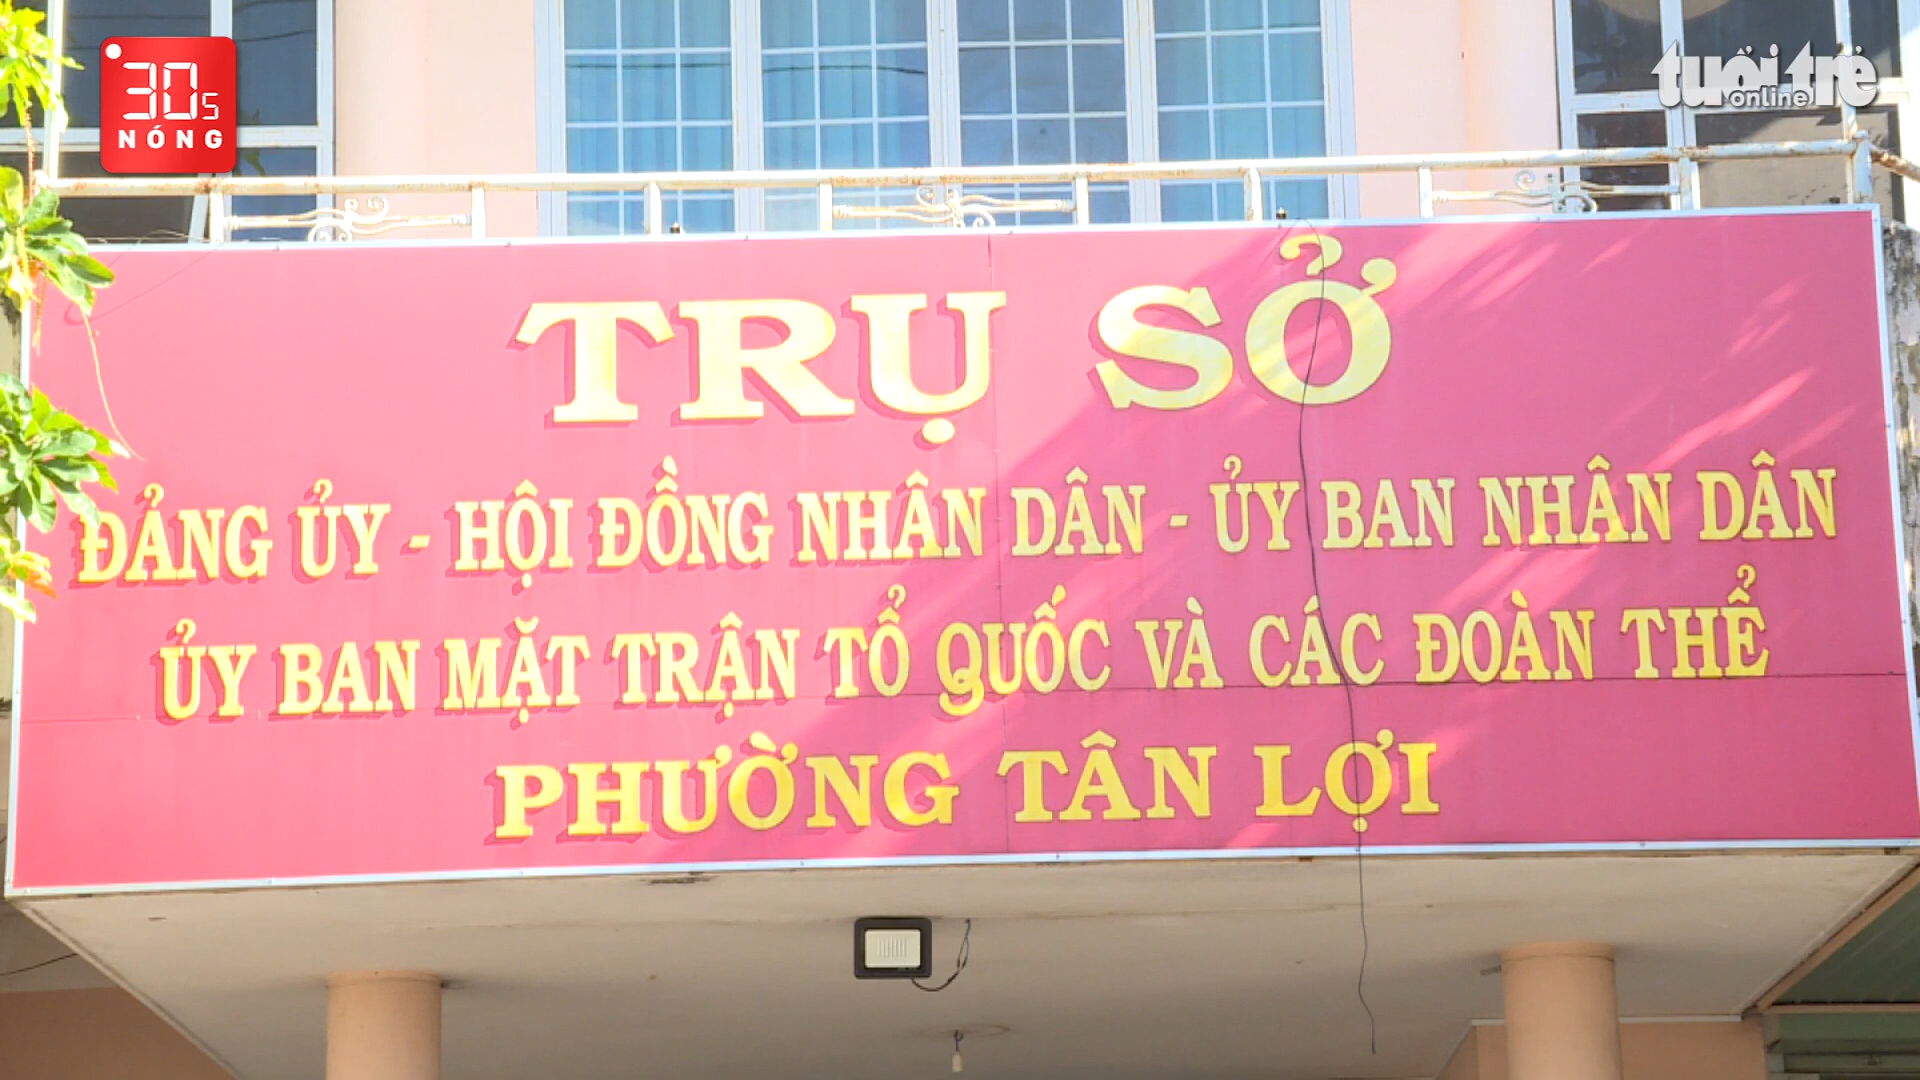 30s
NÓNG
tuổi trẻ
online
TRỤ SỞ
ĐẢNG ỦY - HỘI ĐỒNG NHÂN DÂN - ỦY BAN NHÂN DÂN
ỦY BAN MẶT TRẬN TỔ QUỐC VÀ CÁC ĐOÀN THỂ
PHƯỜNG TÂN LỢI